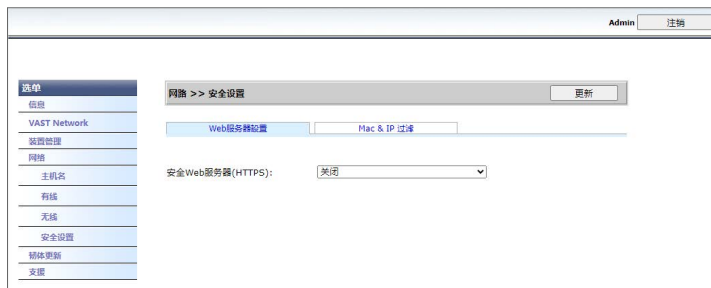 Admin 注销
选单
信息
VAST Network
装置管理
网络
主机名
有线
无线
安全设置
韧体更新
支援
网路 >> 安全设置 更新
Web服务器設置 Mac & IP 过滤
安全Web服务器(HTTPS): 关闭